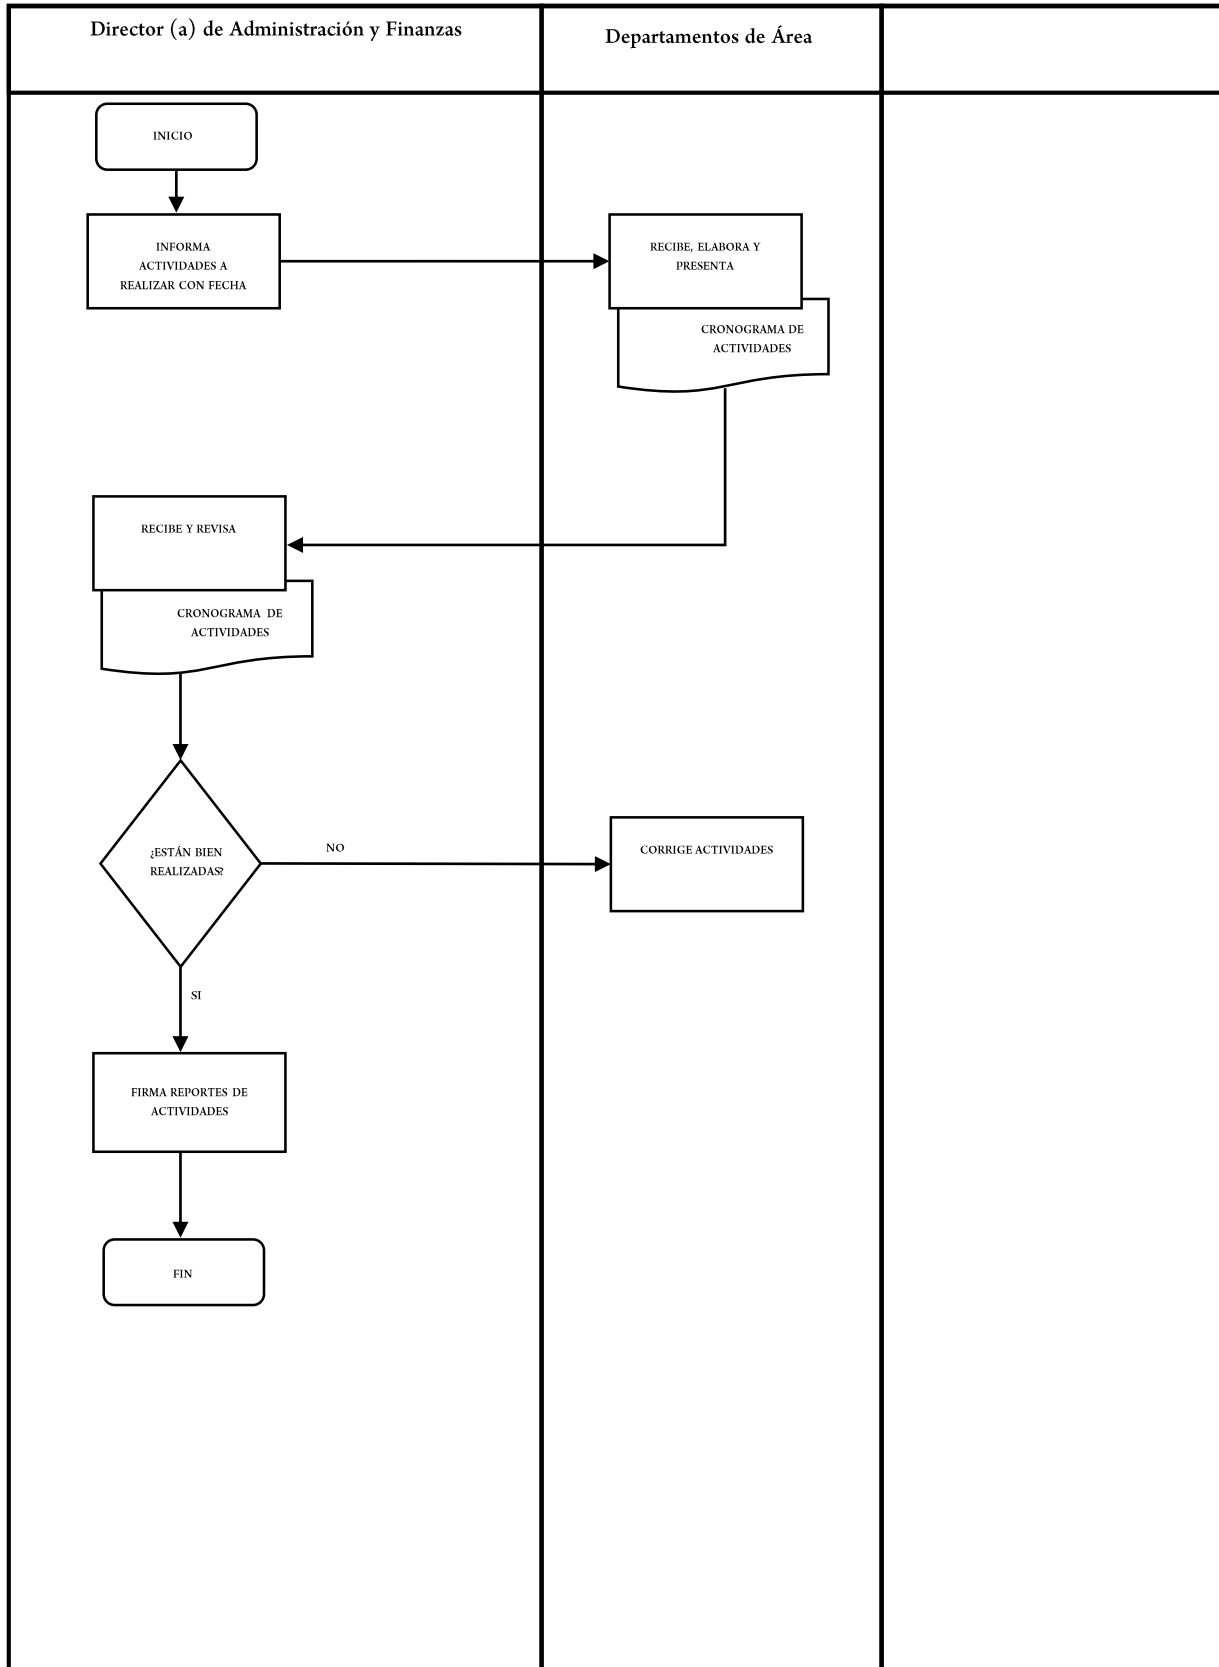 Director (a) de Administración y Finanzas
Departamentos de Área
INICIO
INFORMA
ACTIVIDADES A
REALIZAR CON FECHA
RECIBE, ELABORA Y
PRESENTA
CRONOGRAMA DE
ACTIVIDADES
RECIBE Y REVISA
CRONOGRAMA DE
ACTIVIDADES
¿ESTÁN BIEN
REALIZADAS?
NO
CORRIGE ACTIVIDADES
SI
FIRMA REPORTES DE
ACTIVIDADES
FIN